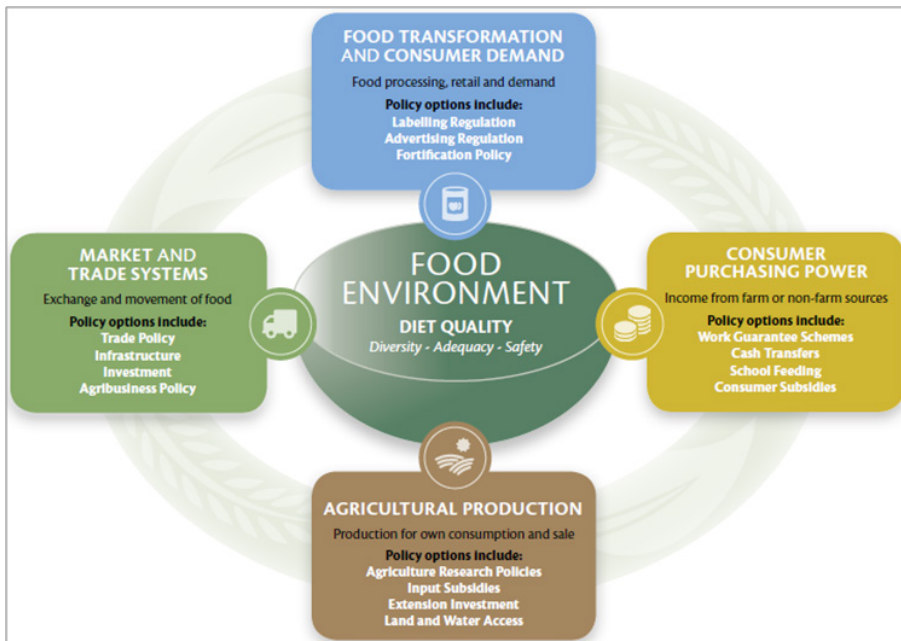 FOOD TRANSFORMATION
AND CONSUMER DEMAND
Food processing, retail and demand
Policy options include:
Labelling Regulation
Advertising Regulation
Fortification Policy
MARKET AND
TRADE SYSTEMS
Exchange and movement of food
Policy options include:
Trade Policy
Infrastructure
Investment
Agribusiness Policy
FOOD
ENVIRONMENT
DIET QUALITY
Diversity - Adequacy - Safety
CONSUMER
PURCHASING POWER
Income from farm or non-farm sources
Policy options include:
Work Guarantee Schemes
Cash Transfers
School Feeding
Consumer Subsidies
AGRICULTURAL PRODUCTION
Production for own consumption and sale
Policy options include:
Agriculture Research Policies
Input Subsidies
Extension Investment
Land and Water Access